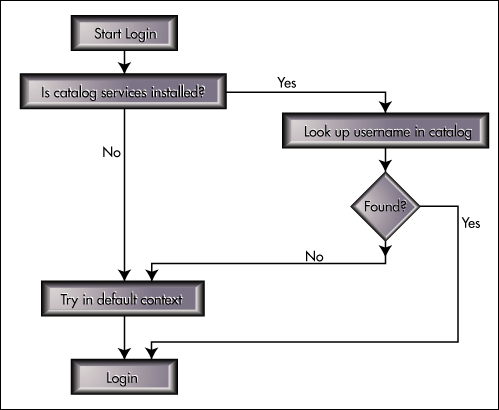 Start Login
Is catalog services installed?
Yes
Look up username in catalog
No
Found?
Yes
No
Try in default context
Login